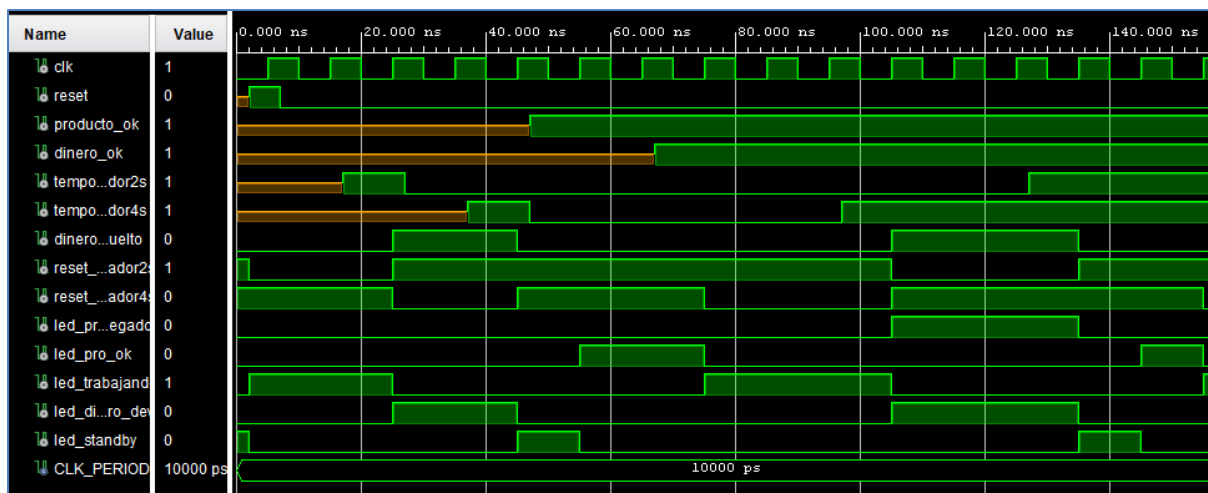 Name Value 0.000 ns 20.000 ns 40.000 ns 60.000 ns 80.000 ns 100.000 ns 120.000 ns 140.000 ns
clk 1
reset 0
producto_ok 1
dinero_ok 1
tempo...dor2s 1
tempo...dor4s 1
dinero...uelto 0
reset_...ador2s 1
reset_...ador4s 0
led_pr...egado 0
led_pro_ok 0
led_trabajand 1
led_di...ro_dev 0
led_standby 0
CLK_PERIOD 10000 ps 10000 ps